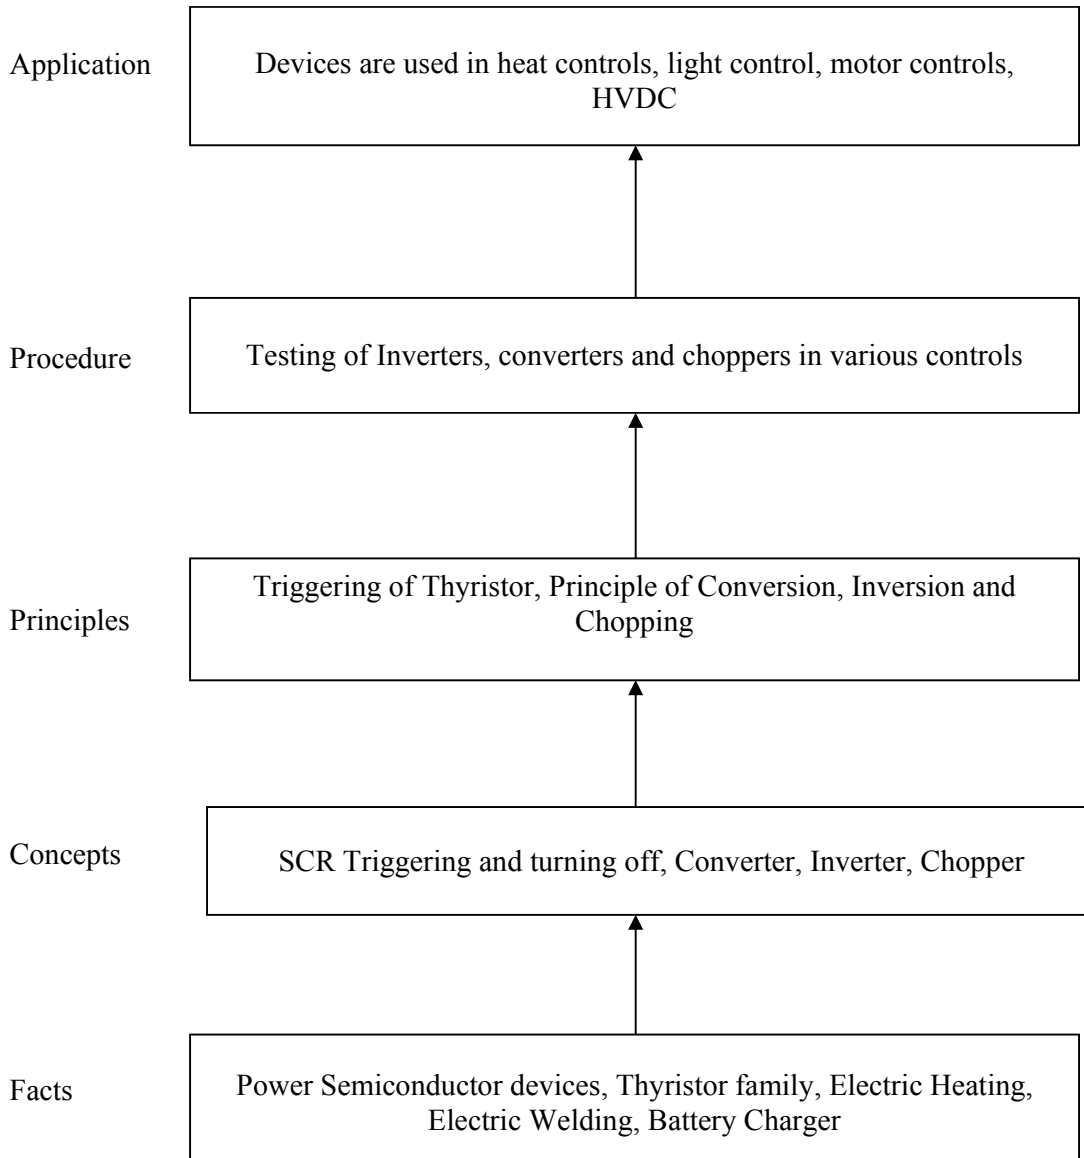 Application
Devices are used in heat controls, light control, motor controls,
HVDC
Procedure
Testing of Inverters, converters and choppers in various controls
Principles
Triggering of Thyristor, Principle of Conversion, Inversion and
Chopping
Concepts
SCR Triggering and turning off, Converter, Inverter, Chopper
Facts
Power Semiconductor devices, Thyristor family, Electric Heating,
Electric Welding, Battery Charger